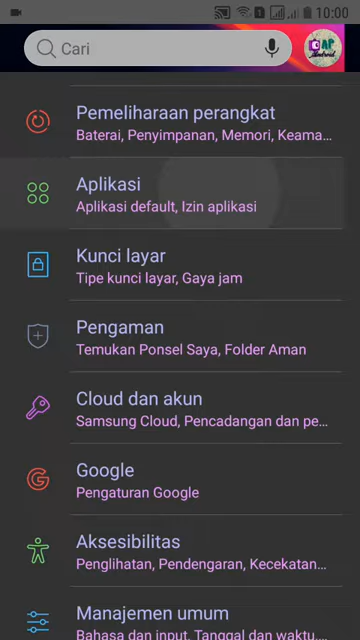 10:00
Cari
Pemeliharaan perangkat
Baterai, Penyimpanan, Memori, Keama...
Aplikasi
Aplikasi default, Izin aplikasi
Kunci layar
Tipe kunci layar, Gaya jam
Pengaman
Temukan Ponsel Saya, Folder Aman
Cloud dan akun
Samsung Cloud, Pencadangan dan pe...
Google
Pengaturan Google
Aksesibilitas
Penglihatan, Pendengaran, Kecekatan...
Manajemen umum
Bahasa dan input, Tanggal dan waktu,...